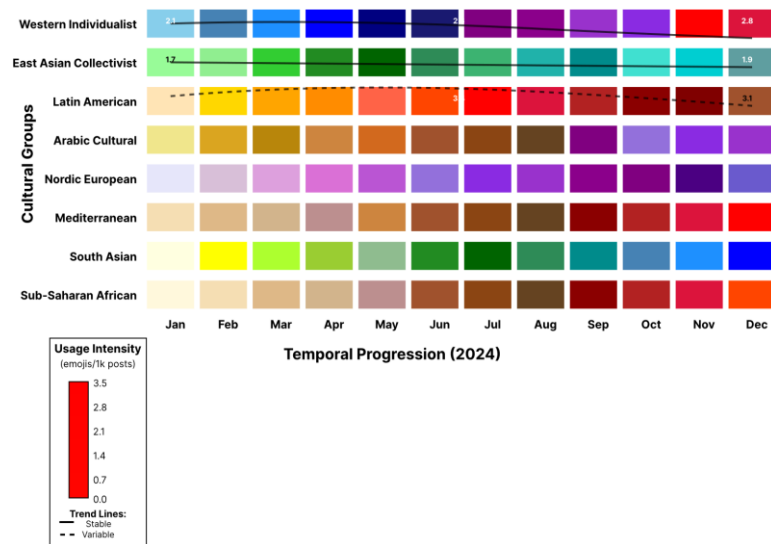 Western Individualist 2.1 2 2.8
East Asian Collectivist 1.7 1.9
Latin American 3 3.1
Arabic Cultural
Nordic European
Mediterranean
South Asian
Sub-Saharan African
Cultural Groups
Jan Feb Mar Apr May Jun Jul Aug Sep Oct Nov Dec
Temporal Progression (2024)
Usage Intensity
(emojis/1k posts)
3.5
2.8
2.1
1.4
0.7
0.0
Trend Lines:
Stable
Variable